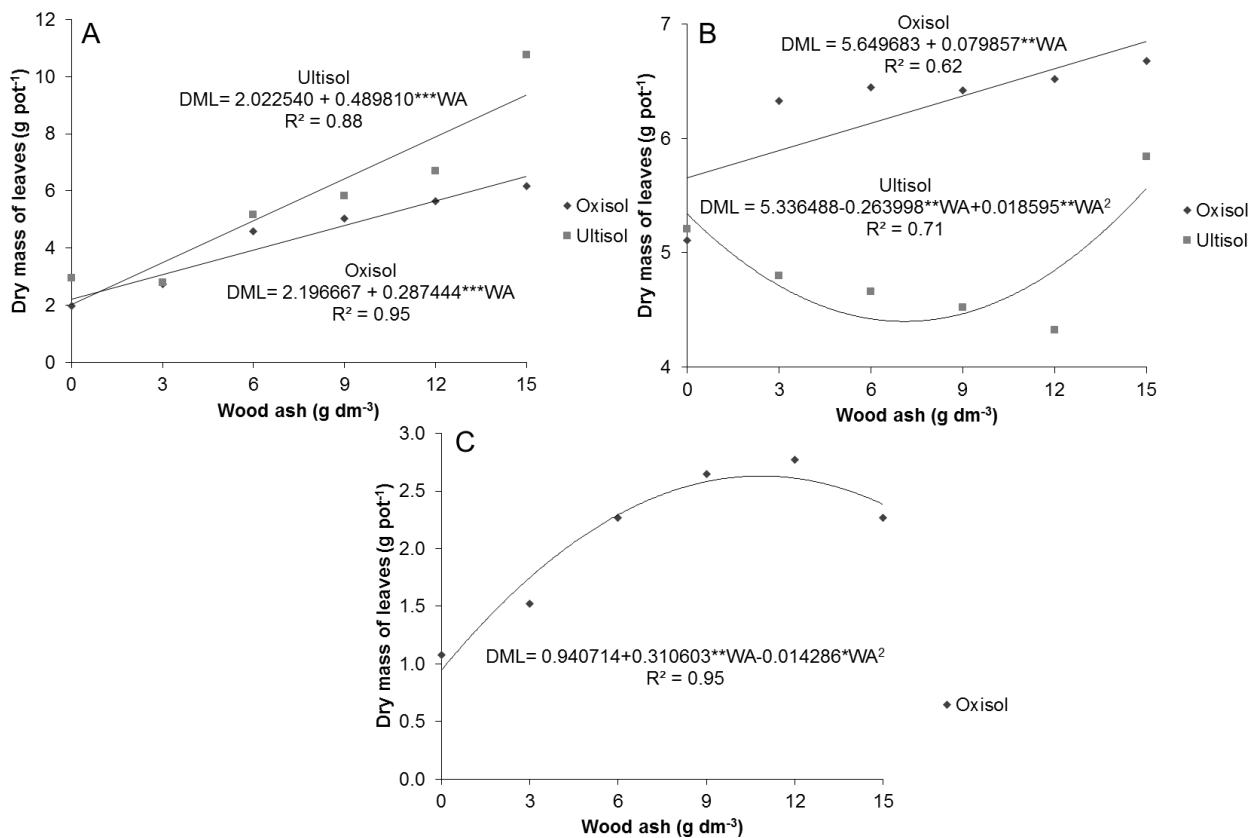 A
Dry mass of leaves (g pot-1)
12
10
8
6
4
2
0
Ultisol
DML= 2.022540 + 0.489810***WA
R² = 0.88
Oxisol
DML= 2.196667 + 0.287444***WA
R² = 0.95
Oxisol
Ultisol
0 3 6 9 12 15
Wood ash (g dm-3)
B
Dry mass of leaves (g pot-1)
7
6
5
4
Oxisol
DML = 5.649683 + 0.079857**WA
R² = 0.62
Ultisol
DML = 5.336488-0.263998**WA+0.018595**WA²
R² = 0.71
Oxisol
Ultisol
0 3 6 9 12 15
Wood ash (g dm-3)
C
Dry mass of leaves (g pot-1)
3.0
2.5
2.0
1.5
1.0
0.5
0.0
DML= 0.940714+0.310603**WA-0.014286*WA²
R² = 0.95
Oxisol
0 3 6 9 12 15
Wood ash (g dm-3)